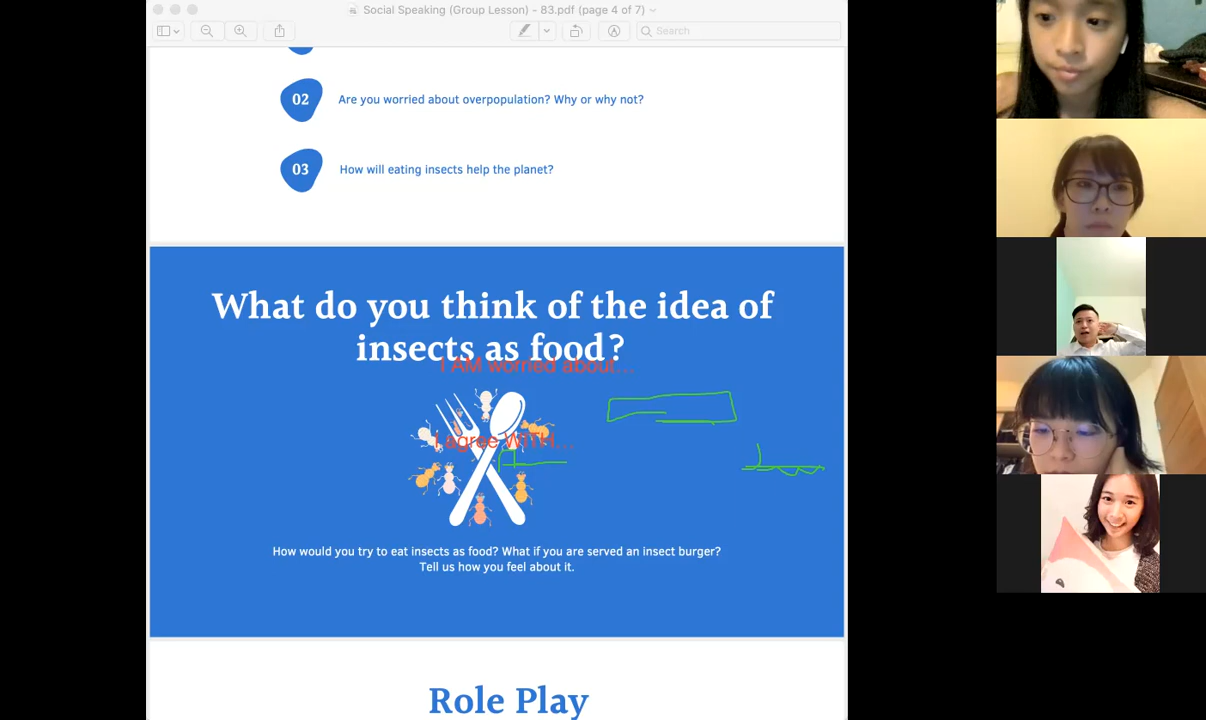 Social Speaking (Group Lesson) - 83.pdf (page 4 of 7)
Search
02
Are you worried about overpopulation? Why or why not?
03
How will eating insects help the planet?
What do you think of the idea of
insects as food?
I AM worried about...
I agree WITH...
How would you try to eat insects as food? What if you are served an insect burger?
Tell us how you feel about it.
Role Play